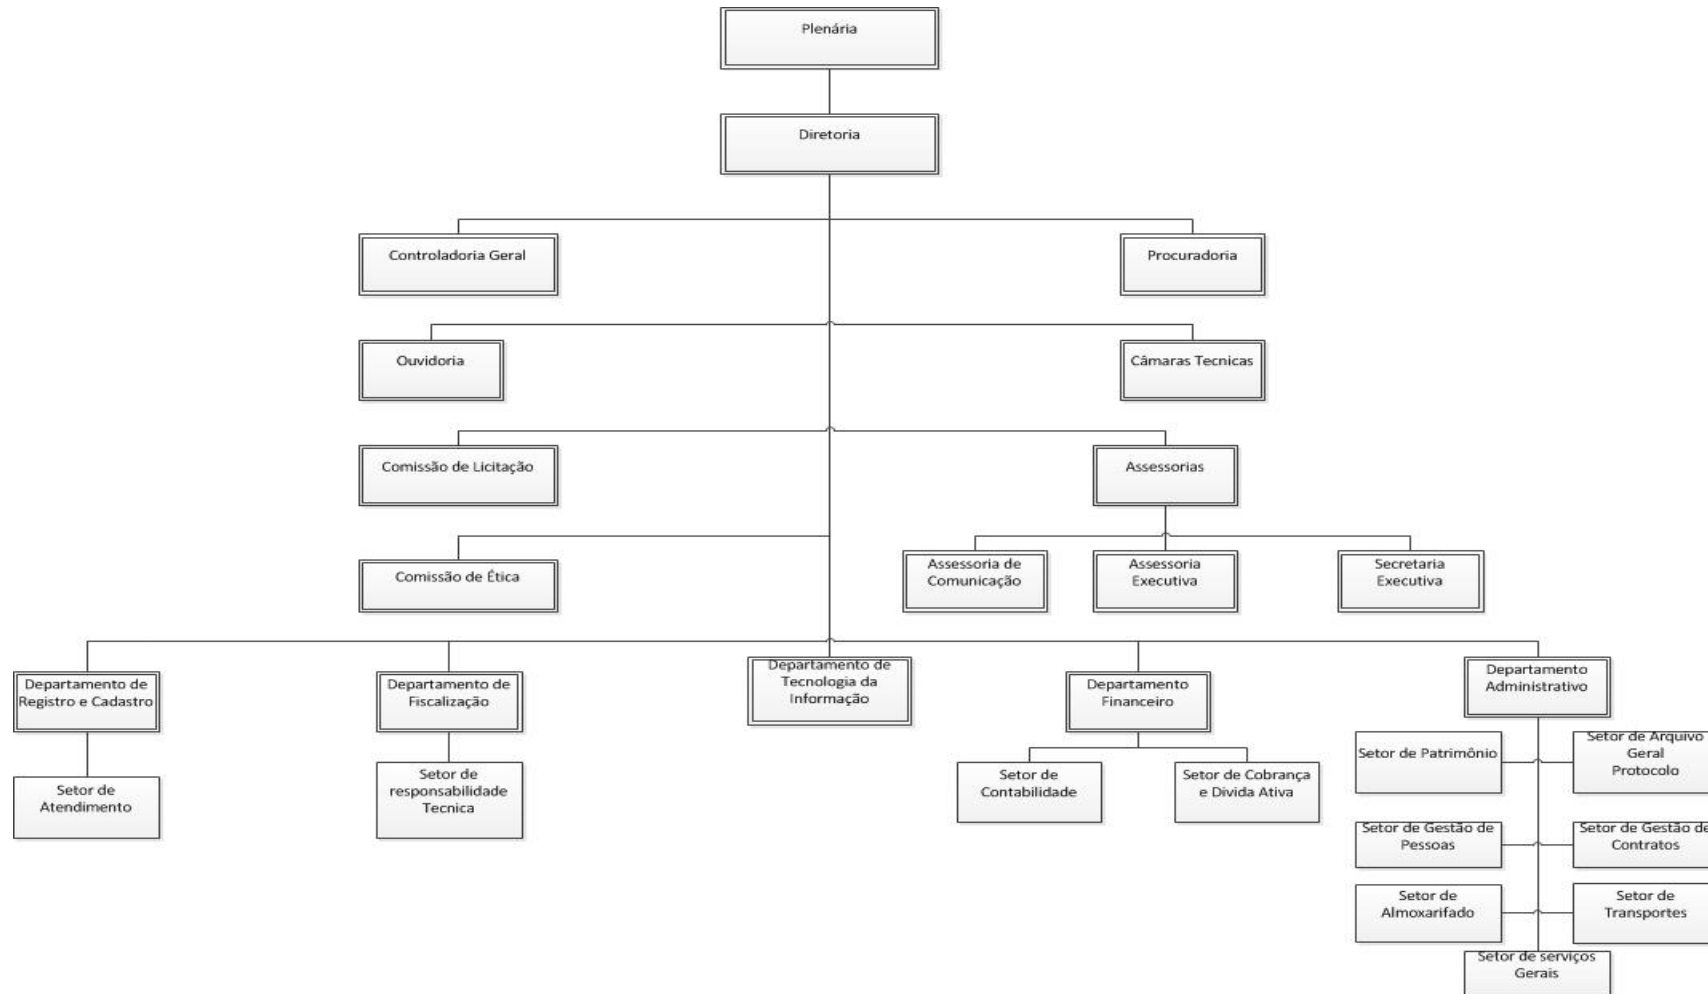 Plenária
Diretoria
Controladoria Geral
Procuradoria
Ouvidoria
Câmaras Tecnicas
Comissão de Licitação
Assessorias
Comissão de Ética
Assessoria de
Comunicação
Assessoria
Executiva
Secretaria
Executiva
Departamento de
Registro e Cadastro
Departamento de
Fiscalização
Departamento de
Tecnologia da
Informação
Departamento
Financeiro
Departamento
Administrativo
Setor de
Atendimento
Setor de
responsabilidade
Tecnica
Setor de
Contabilidade
Setor de Cobrança
e Divida Ativa
Setor de Patrimônio
Setor de Arquivo
Geral
Protocolo
Setor de Gestão de
Pessoas
Setor de Gestão de
Contratos
Setor de
Almoxarifado
Setor de
Transportes
Setor de serviços
Gerais